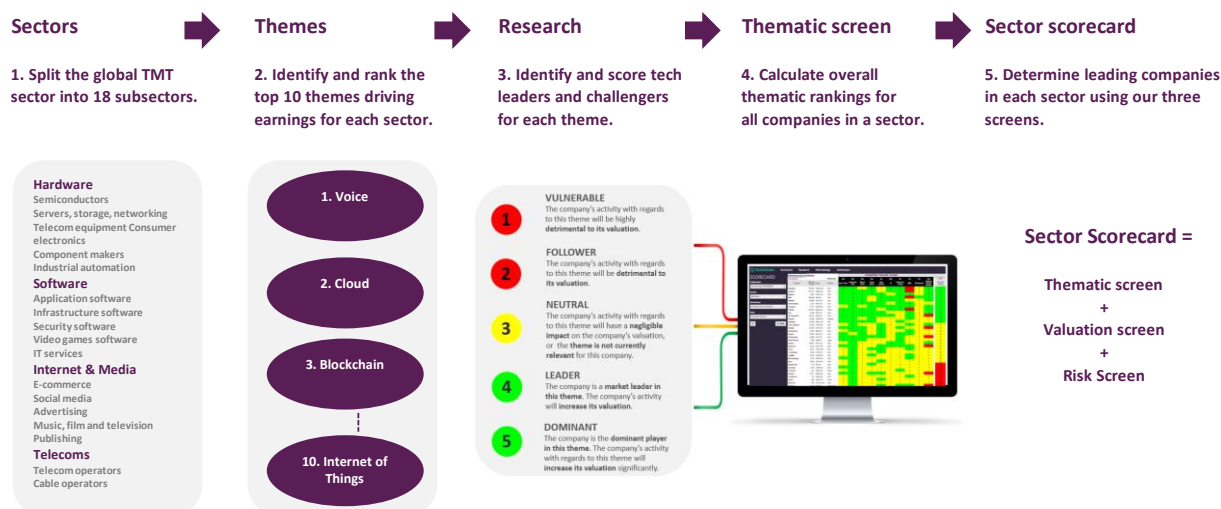 Sectors
Themes
Research
Thematic screen
Sector scorecard
1. Split the global TMT
sector into 18 subsectors.
2. Identify and rank the
top 10 themes driving
earnings for each sector.
3. Identify and score tech
leaders and challengers
for each theme.
4. Calculate overall
thematic rankings for
all companies in a sector.
5. Determine leading companies
in each sector using our three
screens.
Hardware
Semiconductors
Servers, storage, networking
Telecom equipment Consumer
electronics
Component makers
Industrial automation
Software
Application software
Infrastructure software
Security software
Video games software
IT services
Internet & Media
E-commerce
Social media
Advertising
Music, film and television
Publishing
Telecoms
Telecom operators
Cable operators
1. Voice
2. Cloud
3. Blockchain
10. Internet of
Things
1
VULNERABLE
The company's activity with regards
to this theme will be highly
detrimental to its valuation.
2
FOLLOWER
The company's activity with regards
to this theme will be detrimental to
its valuation.
3
NEUTRAL
The company's activity with regards
to this theme will have a negligible
impact on the company's valuation,
or the theme is not currently
relevant for this company.
4
LEADER
The company is a market leader in
this theme. The company's activity
will increase its valuation.
5
DOMINANT
The company is the dominant player
in this theme. The company's activity
with regards to this theme will
increase its valuation significantly.
SCORECARD
Sector Scorecard =
Thematic screen
+
Valuation screen
+
Risk Screen